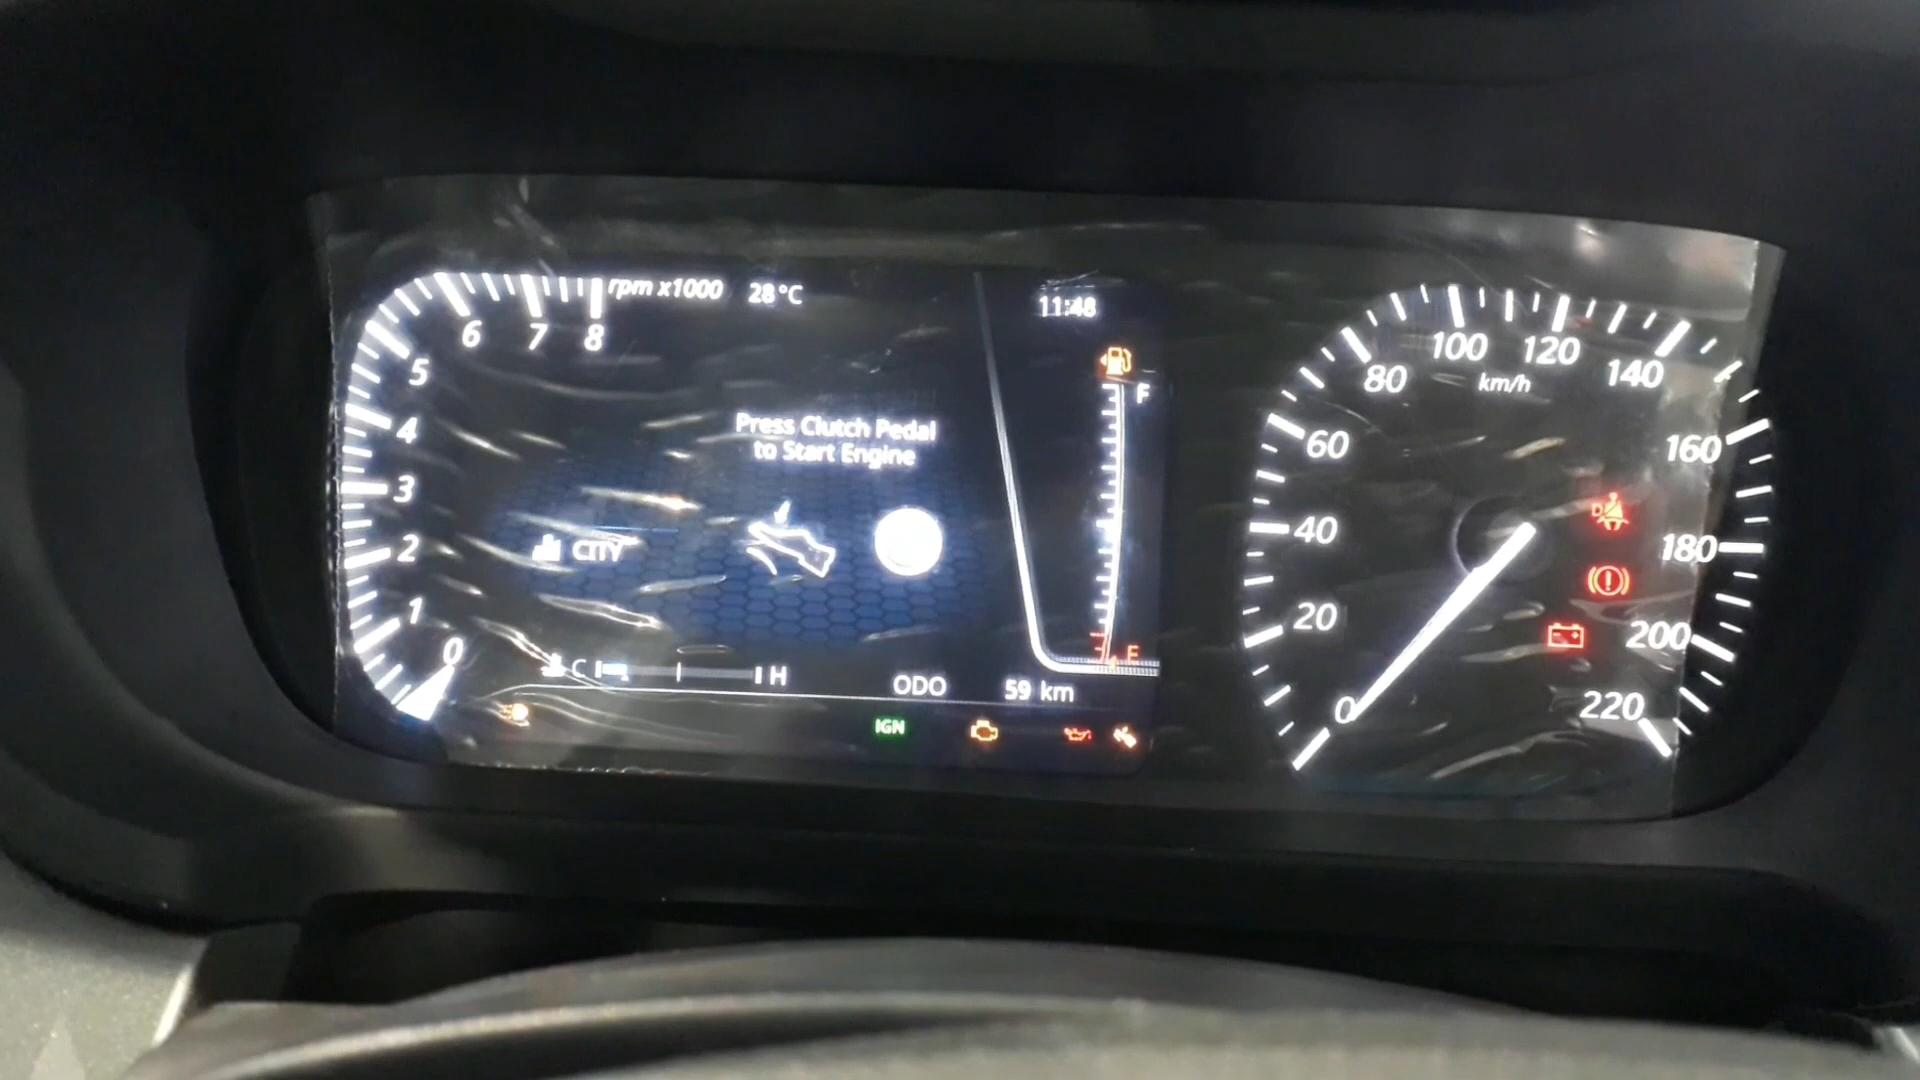 rpm x1000 28°C 11:48
6 7 8
5
4
3
2
1
0
F
Press Clutch Pedal
to Start Engine
CITY
C H
E
ODO 59 km
IGN
0
20
40
60
80
100
120
140
160
180
200
220
km/h